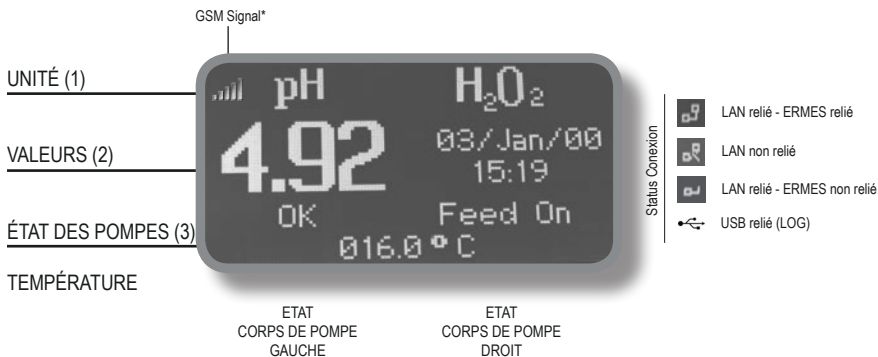 GSM Signal*
UNITÉ (1)
VALEURS (2)
ÉTAT DES POMPES (3)
TEMPÉRATURE
pH H₂O₂
4.92
03/Jan/00
15:19
OK Feed On
016.0 ° C
ETAT
CORPS DE POMPE
GAUCHE
ETAT
CORPS DE POMPE
DROIT
Status Conexion
LAN relié - ERMES relié
LAN non relié
LAN relié - ERMES non relié
USB relié (LOG)